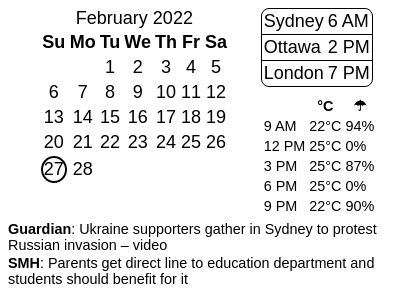 February 2022
Su Mo Tu We Th Fr Sa
1 2 3 4 5
6 7 8 9 10 11 12
13 14 15 16 17 18 19
20 21 22 23 24 25 26
27 28
Sydney 6 AM
Ottawa 2 PM
London 7 PM
°C ☂
9 AM 22°C 94%
12 PM 25°C 0%
3 PM 25°C 87%
6 PM 25°C 0%
9 PM 22°C 90%
Guardian: Ukraine supporters gather in Sydney to protest
Russian invasion – video
SMH: Parents get direct line to education department and
students should benefit for it